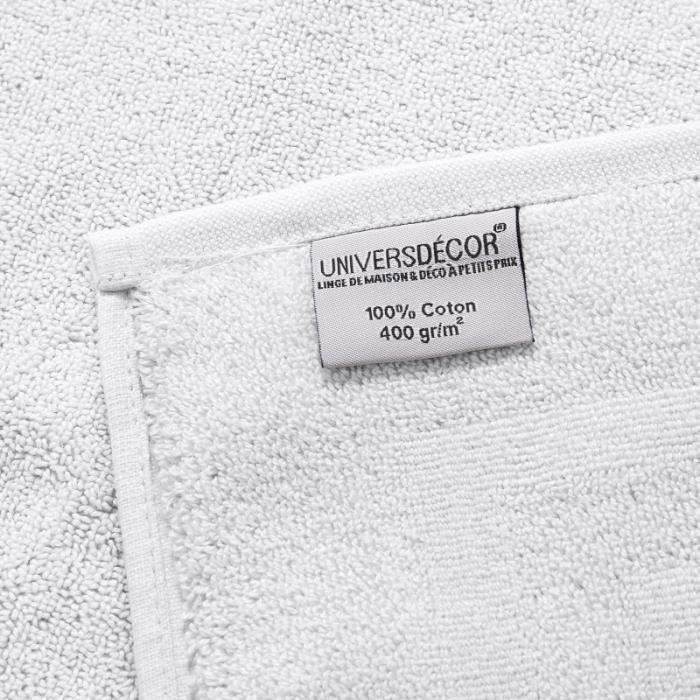 UNIVERSDÉCOR
LINGE DE MAISON & DÉCO À PETITS PRIX
100% Coton
400 gr/m²